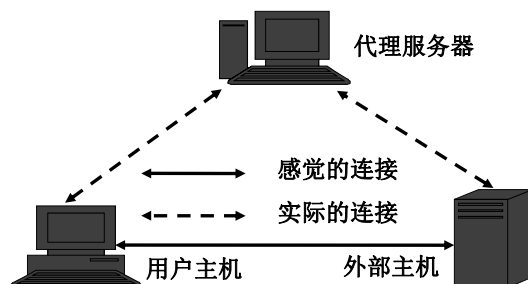 代理服务器
感觉的连接
实际的连接
用户主机
外部主机